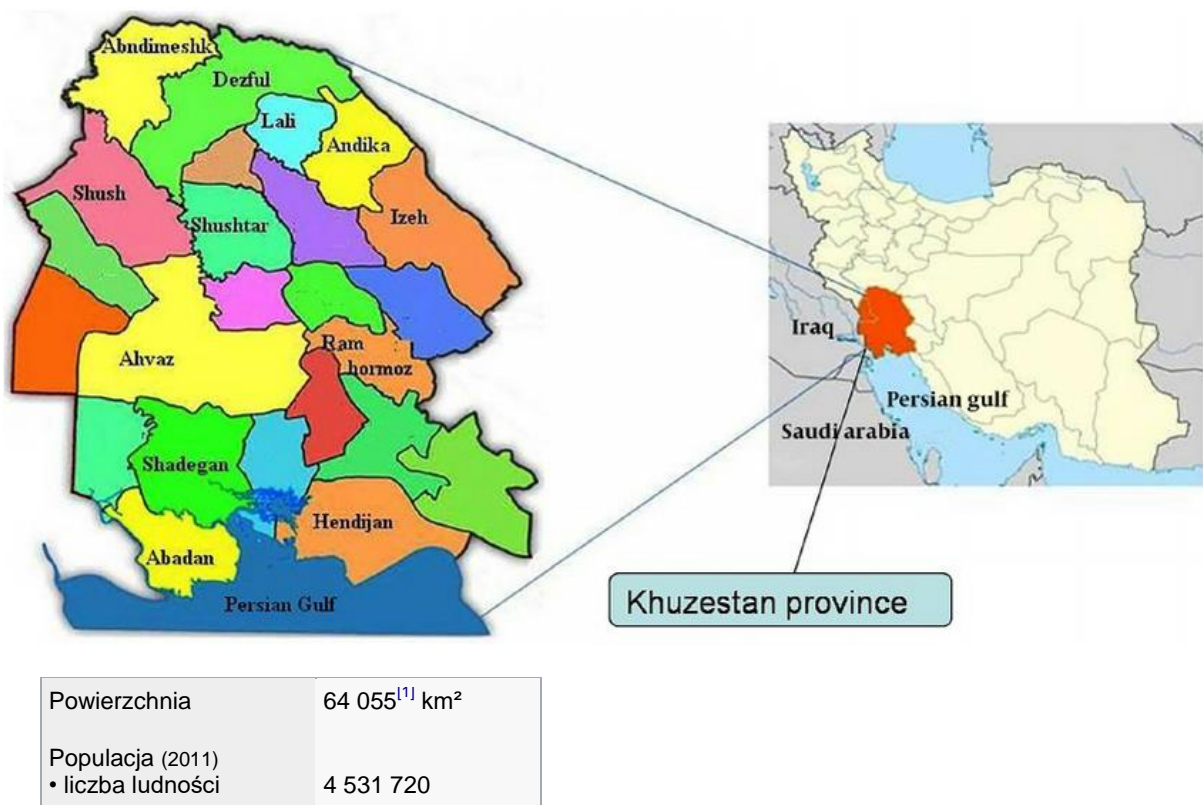 Abndimeshk
Dezful
Lali
Andika
Shush
Shushtar
Izeh
Ahvaz
Ram
hormoz
Shadegan
Hendijan
Abadan
Persian Gulf
Iraq
Persian gulf
Saudi arabia
Khuzestan province
Powierzchnia 64 055[1] km²
Populacja (2011)
• liczba ludności 4 531 720